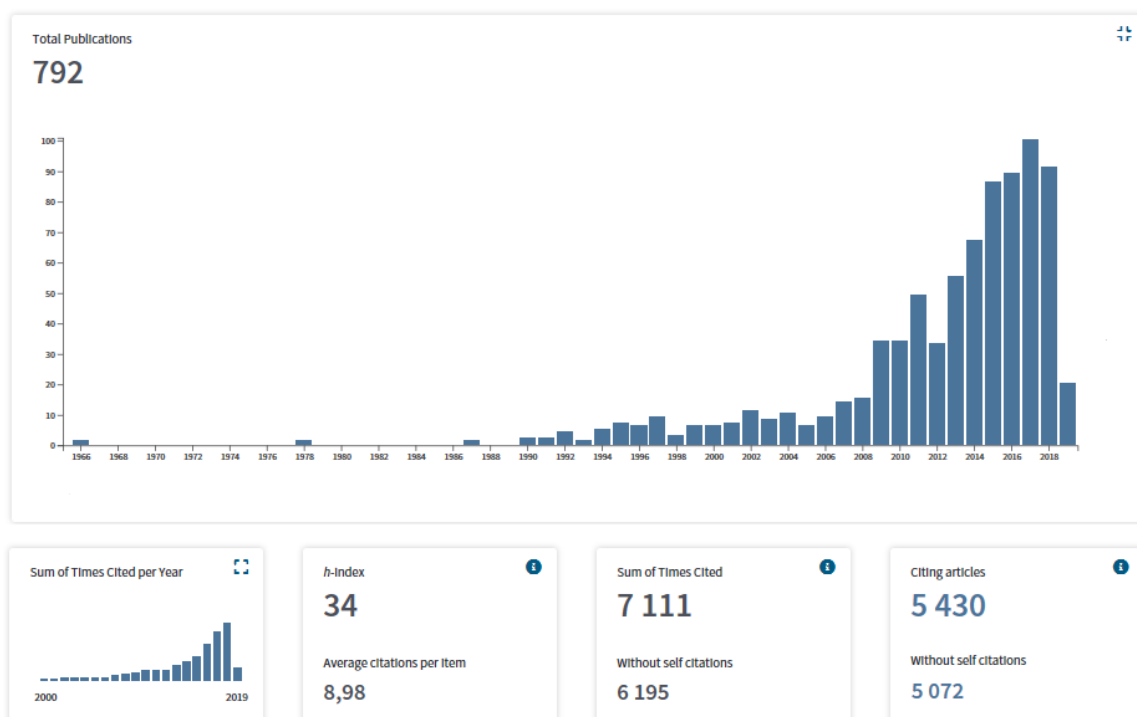 Total Publications
792
100
90
80
70
60
50
40
30
20
10
0
1966 1968 1970 1972 1974 1976 1978 1980 1982 1984 1986 1988 1990 1992 1994 1996 1998 2000 2002 2004 2006 2008 2010 2012 2014 2016 2018
Sum of Times Cited per Year
2000 2019
h-Index
34
Average citations per item
8,98
Sum of Times Cited
7 111
Without self citations
6 195
Citing articles
5 430
Without self citations
5 072